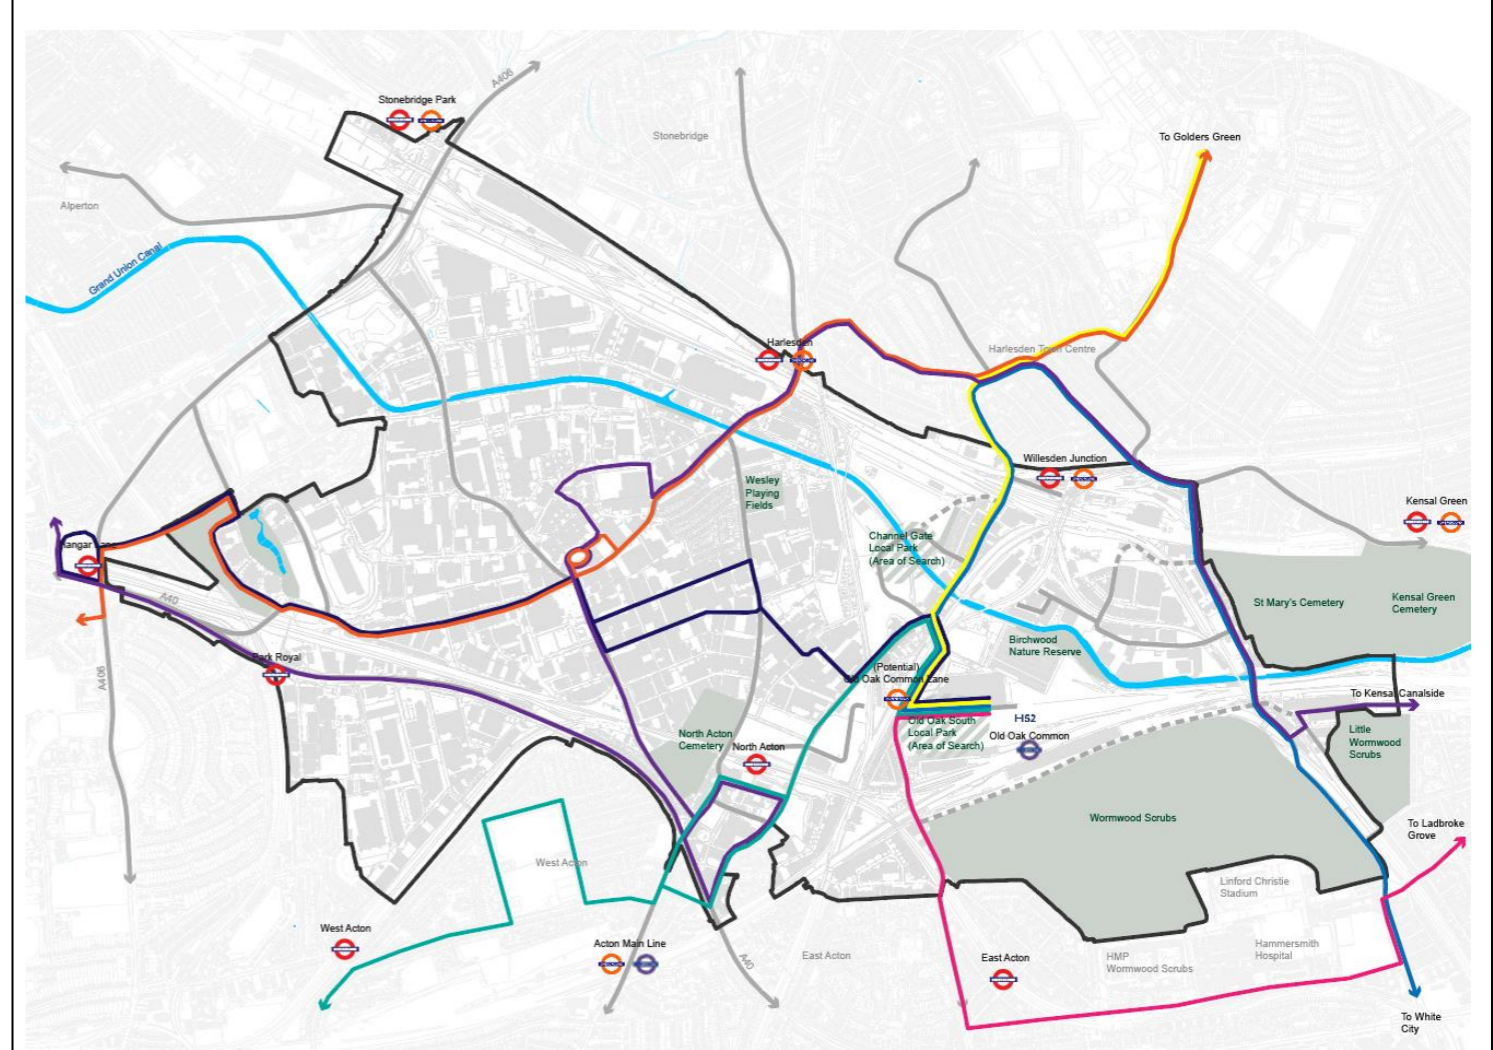 A406
Stonebridge Park
Stonebridge
To Golders Green
Alperton
Grand Union Canal
Harlesden
Harlesden Town Centre
Willesden Junction
Wesley
Playing
Fields
Kensal Green
Hangar Lane
Channel Gate
Local Park
(Area of Search)
A40
St Mary's Cemetery
Kensal Green
Cemetery
Birchwood
Nature Reserve
Park Royal
A406
(Potential)
Old Oak Common Lane
To Kensal Canalside
North Acton
Cemetery
North Acton
Old Oak South
Local Park
(Area of Search)
HS2
Old Oak Common
Little
Wormwood
Scrubs
Wormwood Scrubs
To Ladbroke
Grove
West Acton
Linford Christie
Stadium
West Acton
Acton Main Line
A40
East Acton
East Acton
HMP
Wormwood Scrubs
Hammersmith
Hospital
To White
City